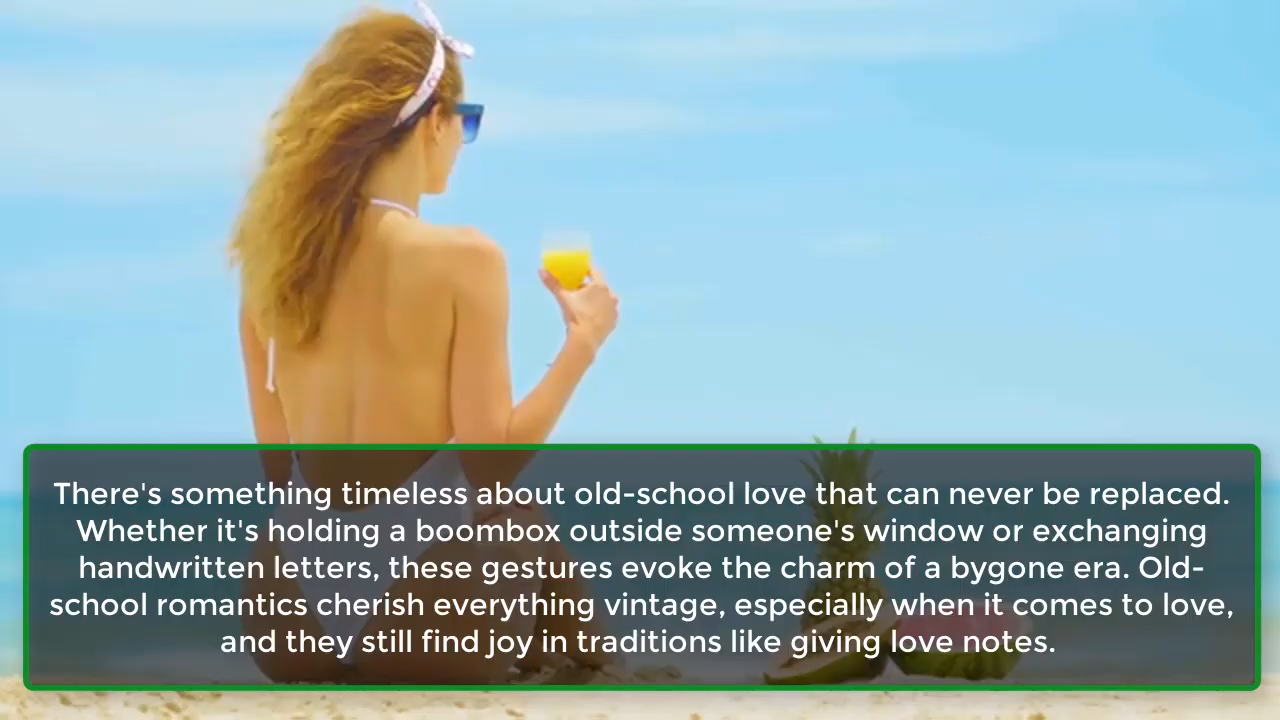 There's something timeless about old-school love that can never be replaced.
Whether it's holding a boombox outside someone's window or exchanging
handwritten letters, these gestures evoke the charm of a bygone era. Old-
school romantics cherish everything vintage, especially when it comes to love,
and they still find joy in traditions like giving love notes.